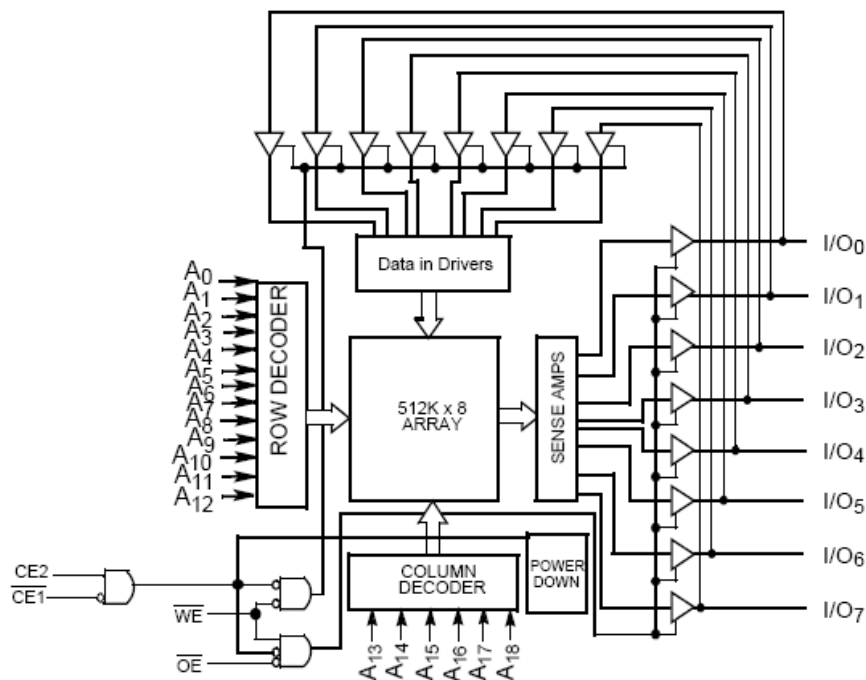 Data in Drivers
A0
A1
A2
A3
A4
A5
A6
A7
A8
A9
A10
A11
A12
ROW DECODER
512K x 8
ARRAY
SENSE AMPS
I/O0
I/O1
I/O2
I/O3
I/O4
I/O5
I/O6
I/O7
CE2
CE1
WE
OE
COLUMN
DECODER
POWER
DOWN
A13
A14
A15
A16
A17
A18